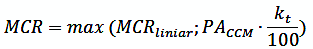 MCR = max (MCR_liniar; PA_CCM · k_t/100)